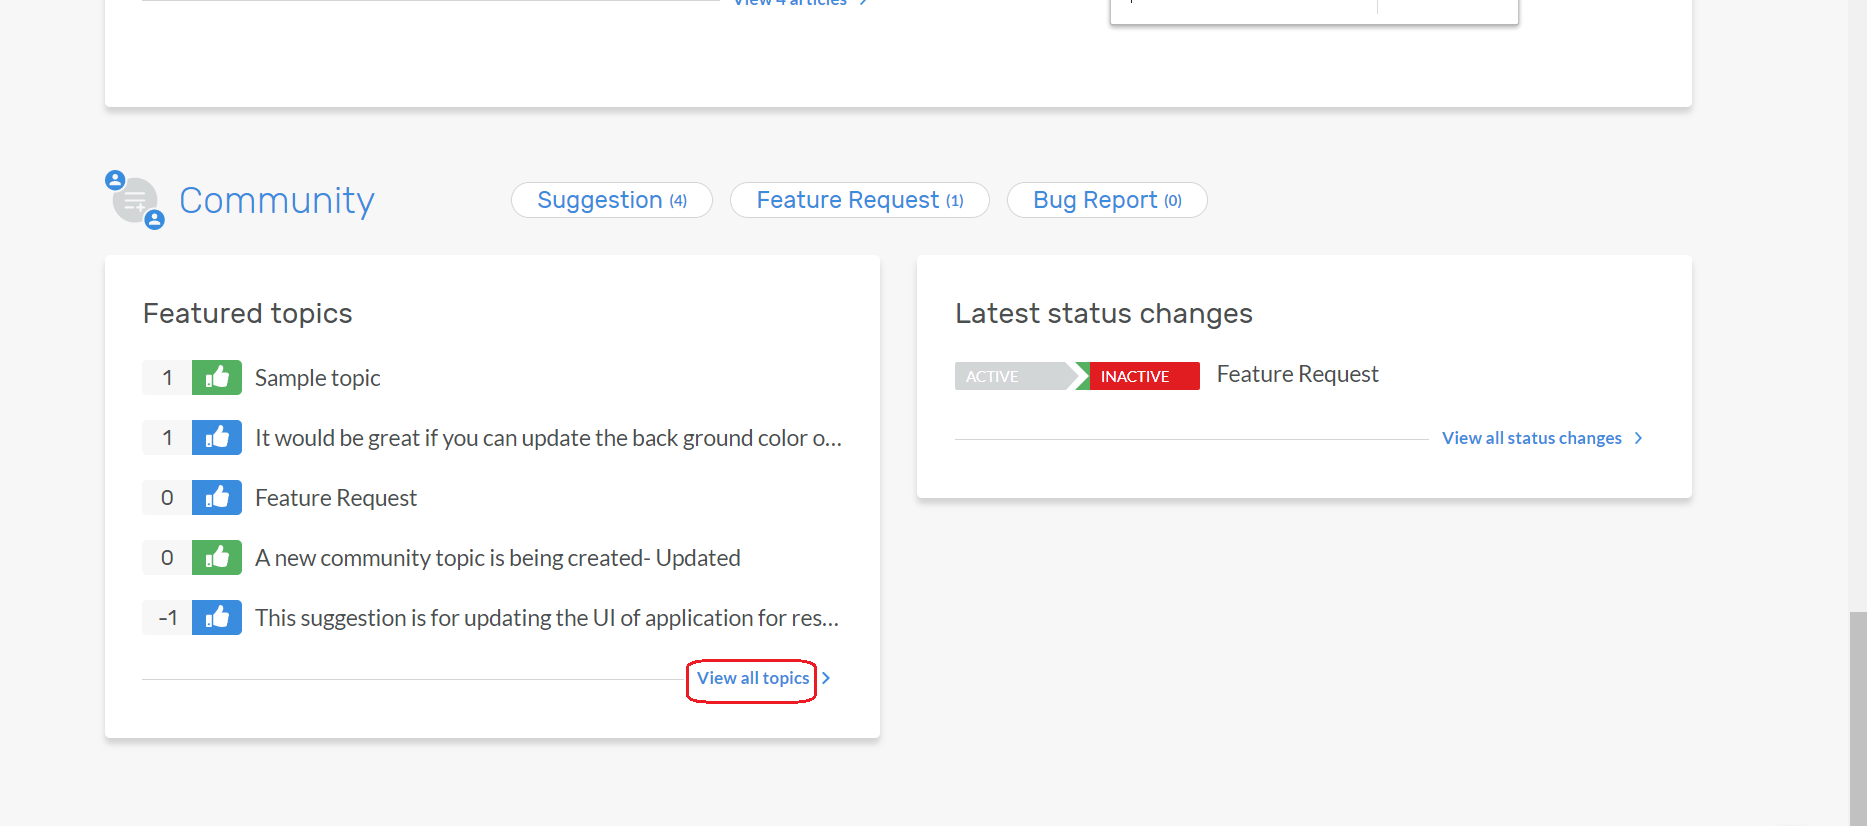 View 4 articles
Community
Suggestion (4)
Feature Request (1)
Bug Report (0)
Featured topics
1 Sample topic
1 It would be great if you can update the back ground color o...
0 Feature Request
0 A new community topic is being created- Updated
-1 This suggestion is for updating the UI of application for res...
View all topics
Latest status changes
ACTIVE INACTIVE Feature Request
View all status changes